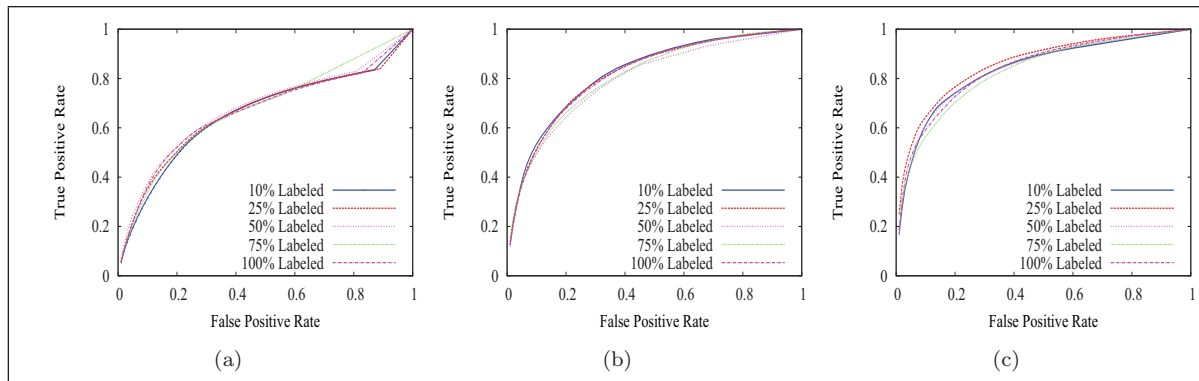 1
0.8
0.6
0.4
0.2
0
True Positive Rate
10% Labeled
25% Labeled
50% Labeled
75% Labeled
100% Labeled
0 0.2 0.4 0.6 0.8 1
False Positive Rate
(a)
1
0.8
0.6
0.4
0.2
0
True Positive Rate
10% Labeled
25% Labeled
50% Labeled
75% Labeled
100% Labeled
0 0.2 0.4 0.6 0.8 1
False Positive Rate
(b)
1
0.8
0.6
0.4
0.2
0
True Positive Rate
10% Labeled
25% Labeled
50% Labeled
75% Labeled
100% Labeled
0 0.2 0.4 0.6 0.8 1
False Positive Rate
(c)